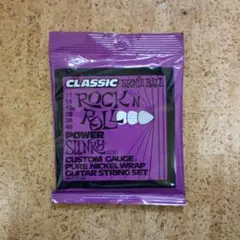 CLASSIC ERNIE BALL
ROCK N
ROLL
POWER
SLINKY
CUSTOM GAUGE
PURE NICKEL WRAP
GUITAR STRING SET